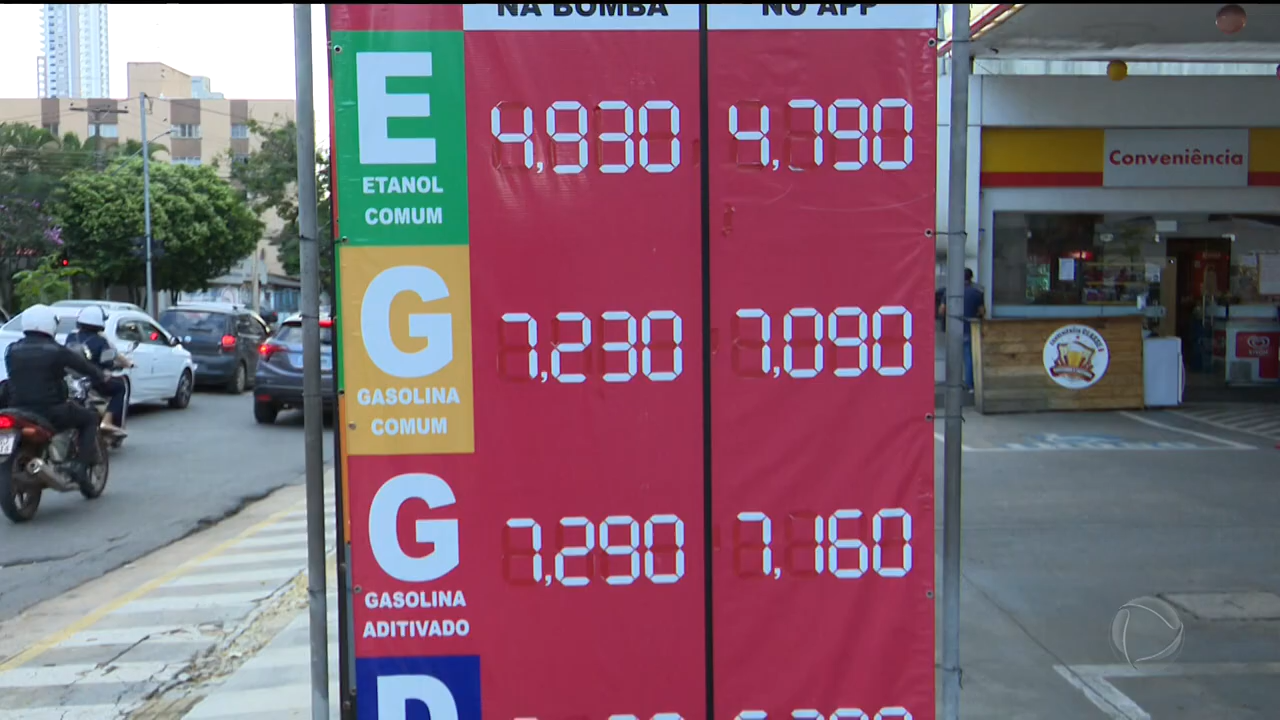 NA BOMBA NO APP
E 4,930 4,790
ETANOL
COMUM
G 7,230 7,090
GASOLINA
COMUM
G 7,290 7,160
GASOLINA
ADITIVADO
D
Conveniência